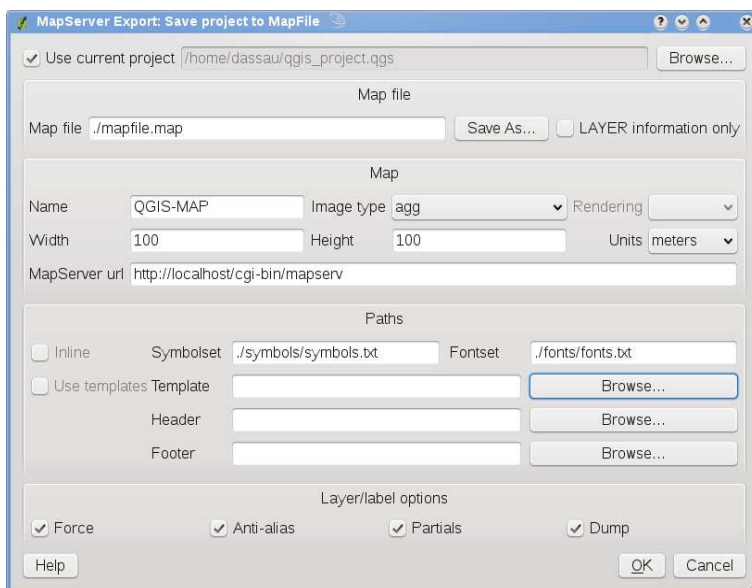 MapServer Export: Save project to MapFile
Use current project /home/dassau/qgis_project.qgs Browse...
Map file
Map file ./mapfile.map Save As... LAYER information only
Map
Name QGIS-MAP Image type agg Rendering
Width 100 Height 100 Units meters
MapServer url http://localhost/cgi-bin/mapserv
Paths
Inline Symbolset ./symbols/symbols.txt Fontset ./fonts/fonts.txt
Use templates Template Browse...
Header Browse...
Footer Browse...
Layer/label options
Force Anti-alias Partials Dump
Help OK Cancel